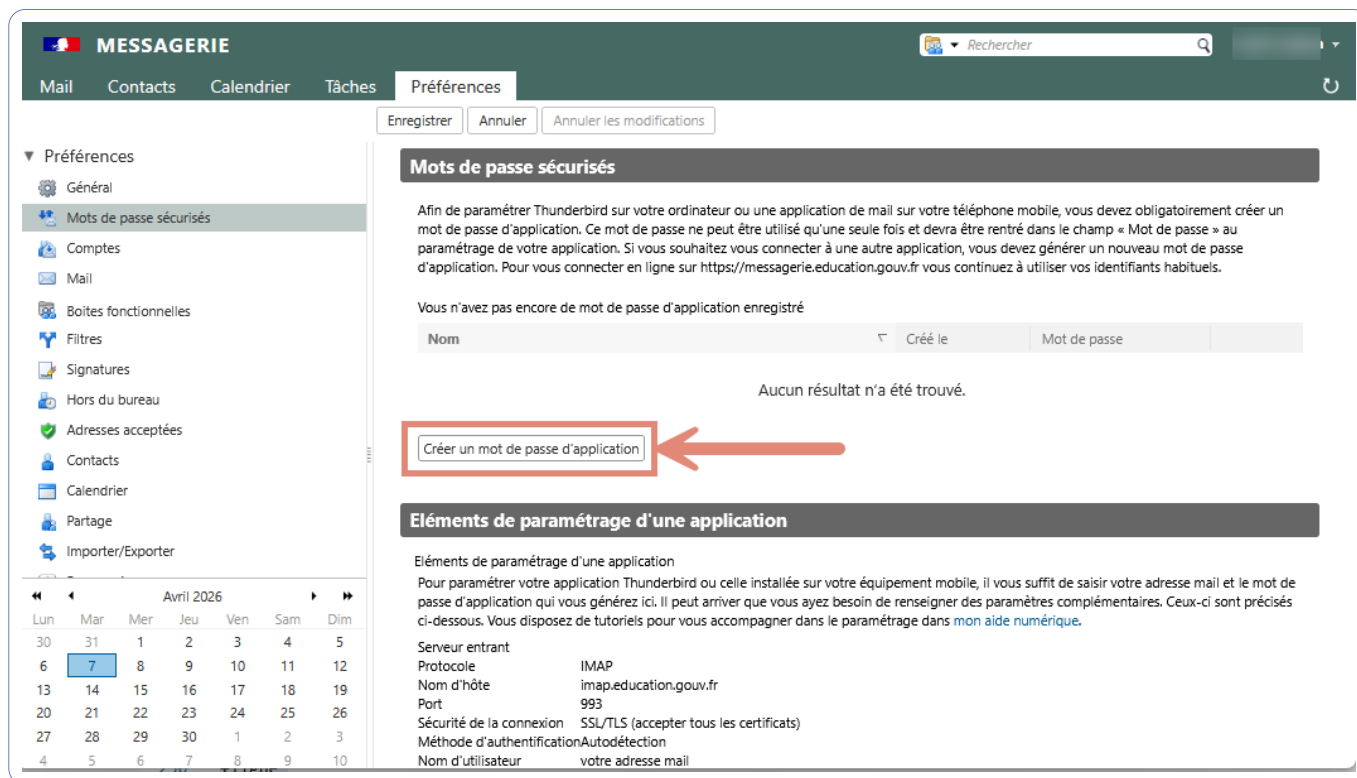 MESSAGERIE
Rechercher
Mail Contacts Calendrier Tâches Préférences
Enregistrer Annuler Annuler les modifications
Préférences
Général
Mots de passe sécurisés
Comptes
Mail
Boites fonctionnelles
Filtres
Signatures
Hors du bureau
Adresses acceptées
Contacts
Calendrier
Partage
Importer/Exporter
Avril 2026
Lun Mar Mer Jeu Ven Sam Dim
30 31 1 2 3 4 5
6 7 8 9 10 11 12
13 14 15 16 17 18 19
20 21 22 23 24 25 26
27 28 29 30 1 2 3
4 5 6 7 8 9 10
Mots de passe sécurisés
Afin de paramétrer Thunderbird sur votre ordinateur ou une application de mail sur votre téléphone mobile, vous devez obligatoirement créer un
mot de passe d'application. Ce mot de passe ne peut être utilisé qu'une seule fois et devra être rentré dans le champ « Mot de passe » au
paramétrage de votre application. Si vous souhaitez vous connecter à une autre application, vous devez générer un nouveau mot de passe
d'application. Pour vous connecter en ligne sur https://messagerie.education.gouv.fr vous continuez à utiliser vos identifiants habituels.
Vous n'avez pas encore de mot de passe d'application enregistré
Nom Créé le Mot de passe
Aucun résultat n'a été trouvé.
Créer un mot de passe d'application
Eléments de paramétrage d'une application
Eléments de paramétrage d'une application
Pour paramétrer votre application Thunderbird ou celle installée sur votre équipement mobile, il vous suffit de saisir votre adresse mail et le mot de
passe d'application qui vous générez ici. Il peut arriver que vous ayez besoin de renseigner des paramètres complémentaires. Ceux-ci sont précisés
ci-dessous. Vous disposez de tutoriels pour vous accompagner dans le paramétrage dans mon aide numérique.
Serveur entrant
Protocole IMAP
Nom d'hôte imap.education.gouv.fr
Port 993
Sécurité de la connexion SSL/TLS (accepter tous les certificats)
Méthode d'authentificationAutodétection
Nom d'utilisateur votre adresse mail